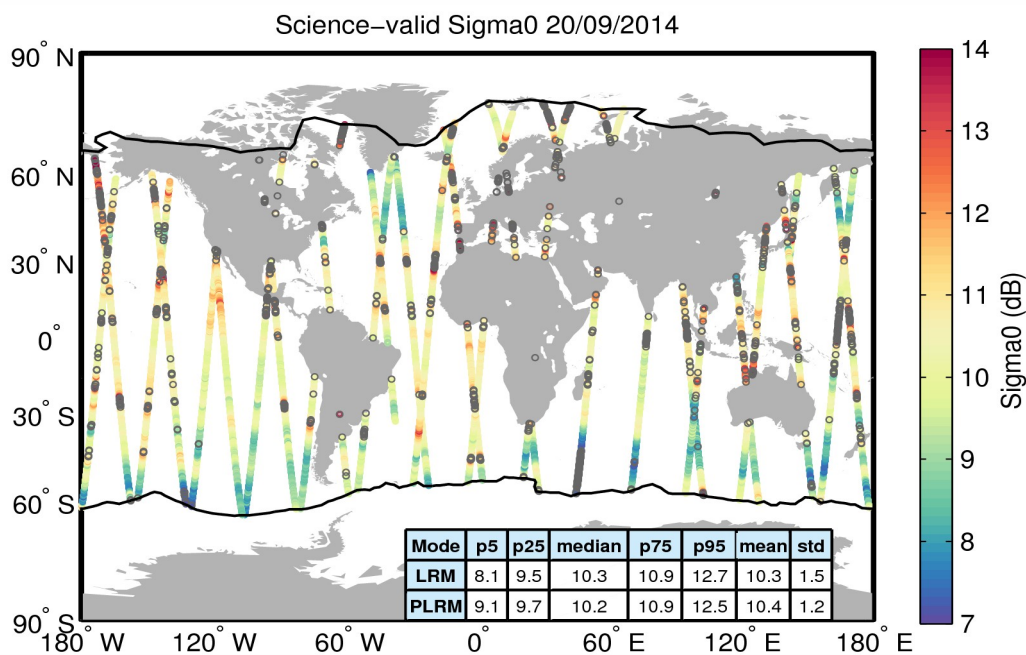 Science−valid Sigma0 20/09/2014
90° N
60° N
30° N
0°
30° S
60° S
90° S
180° W 120° W 60° W 0° 60° E 120° E 180° E
14
13
12
11
10
9
8
7
Sigma0 (dB)
Mode p5 p25 median p75 p95 mean std
LRM 8.1 9.5 10.3 10.9 12.7 10.3 1.5
PLRM 9.1 9.7 10.2 10.9 12.5 10.4 1.2